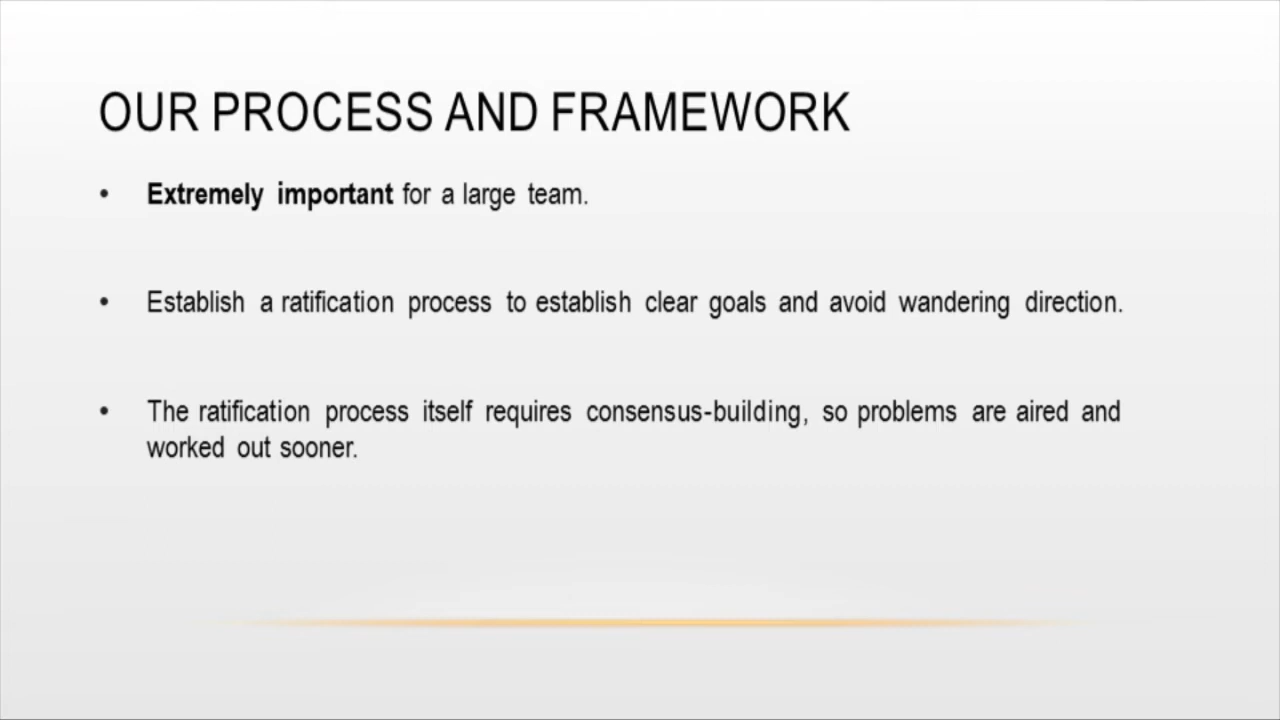 OUR PROCESS AND FRAMEWORK
• Extremely important for a large team.
• Establish a ratification process to establish clear goals and avoid wandering direction.
• The ratification process itself requires consensus-building, so problems are aired and
worked out sooner.